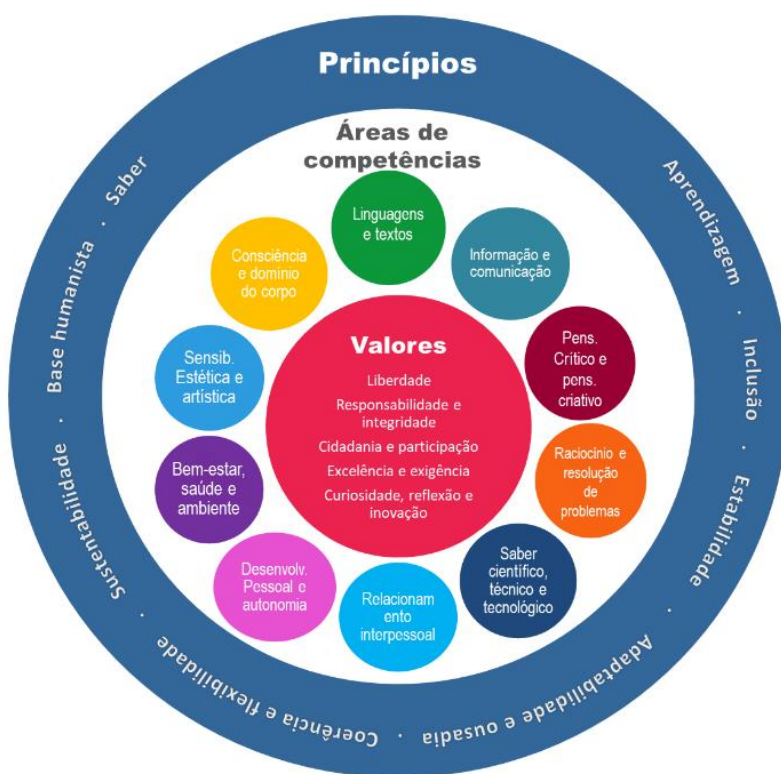 Princípios
Aprendizagem · Inclusão · Estabilidade · Adaptabilidade e ousadia · Coerência e flexibilidade · Sustentabilidade · Base humanista · Saber
Áreas de
competências
Linguagens
e textos
Informação e
comunicação
Pens.
Crítico e
pens.
criativo
Raciocínio e
resolução
de
problemas
Saber
científico,
técnico e
tecnológico
Relacionam
ento
interpessoal
Desenvolv.
Pessoal e
autonomia
Bem-estar,
saúde e
ambiente
Sensib.
Estética e
artística
Consciência
e domínio
do corpo
Valores
Liberdade
Responsabilidade e
integridade
Cidadania e participação
Excelência e exigência
Curiosidade, reflexão e
inovação